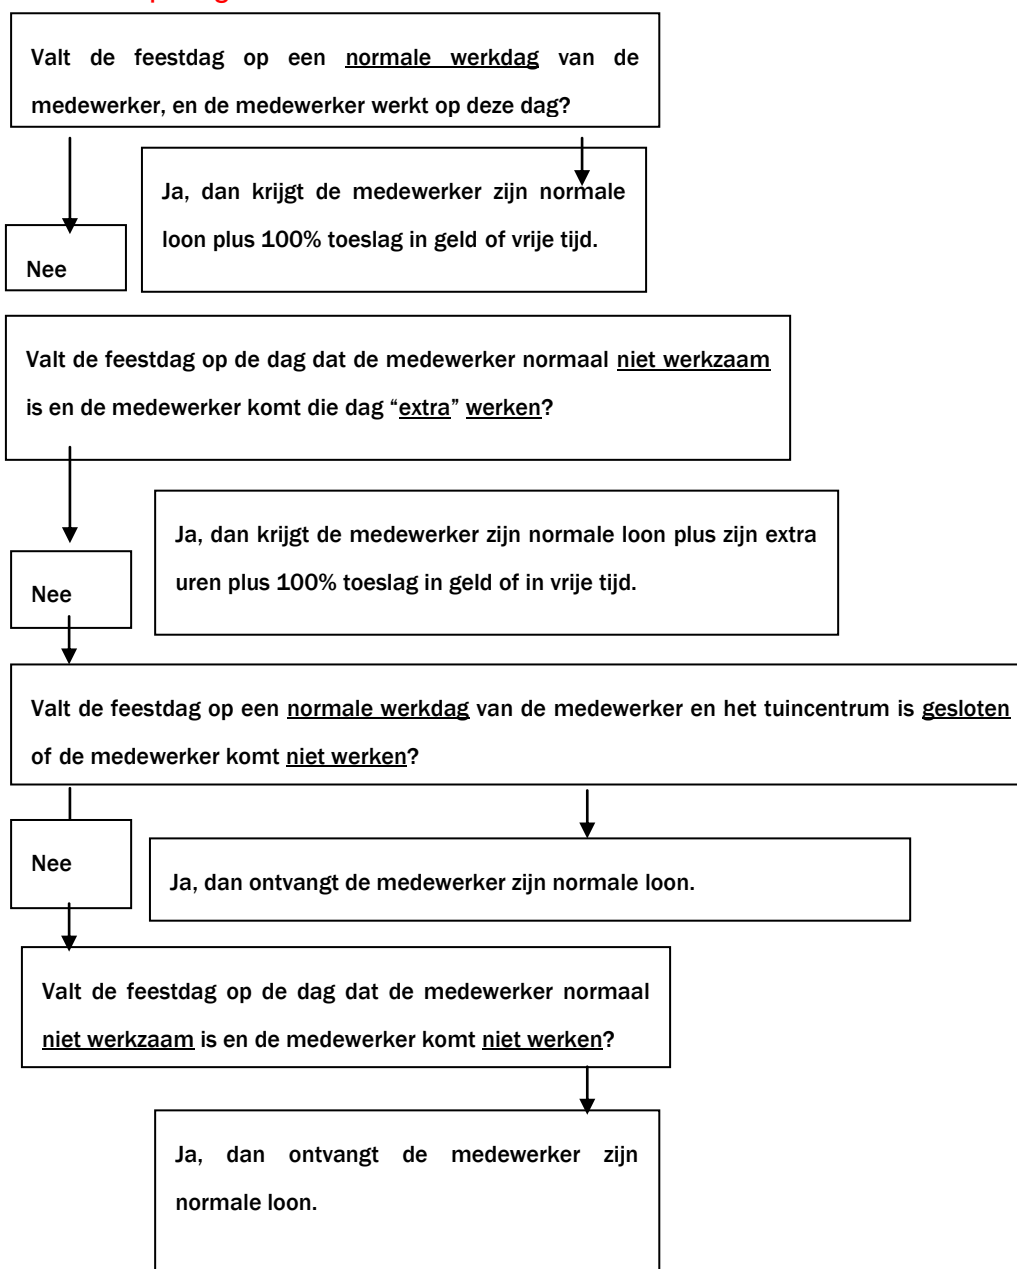 Valt de feestdag op een normale werkdag van de
medewerker, en de medewerker werkt op deze dag?
Ja, dan krijgt de medewerker zijn normale
loon plus 100% toeslag in geld of vrije tijd.
Nee
Valt de feestdag op de dag dat de medewerker normaal niet werkzaam
is en de medewerker komt die dag “extra” werken?
Ja, dan krijgt de medewerker zijn normale loon plus zijn extra
uren plus 100% toeslag in geld of in vrije tijd.
Nee
Valt de feestdag op een normale werkdag van de medewerker en het tuincentrum is gesloten
of de medewerker komt niet werken?
Nee
Ja, dan ontvangt de medewerker zijn normale loon.
Valt de feestdag op de dag dat de medewerker normaal
niet werkzaam is en de medewerker komt niet werken?
Ja, dan ontvangt de medewerker zijn
normale loon.